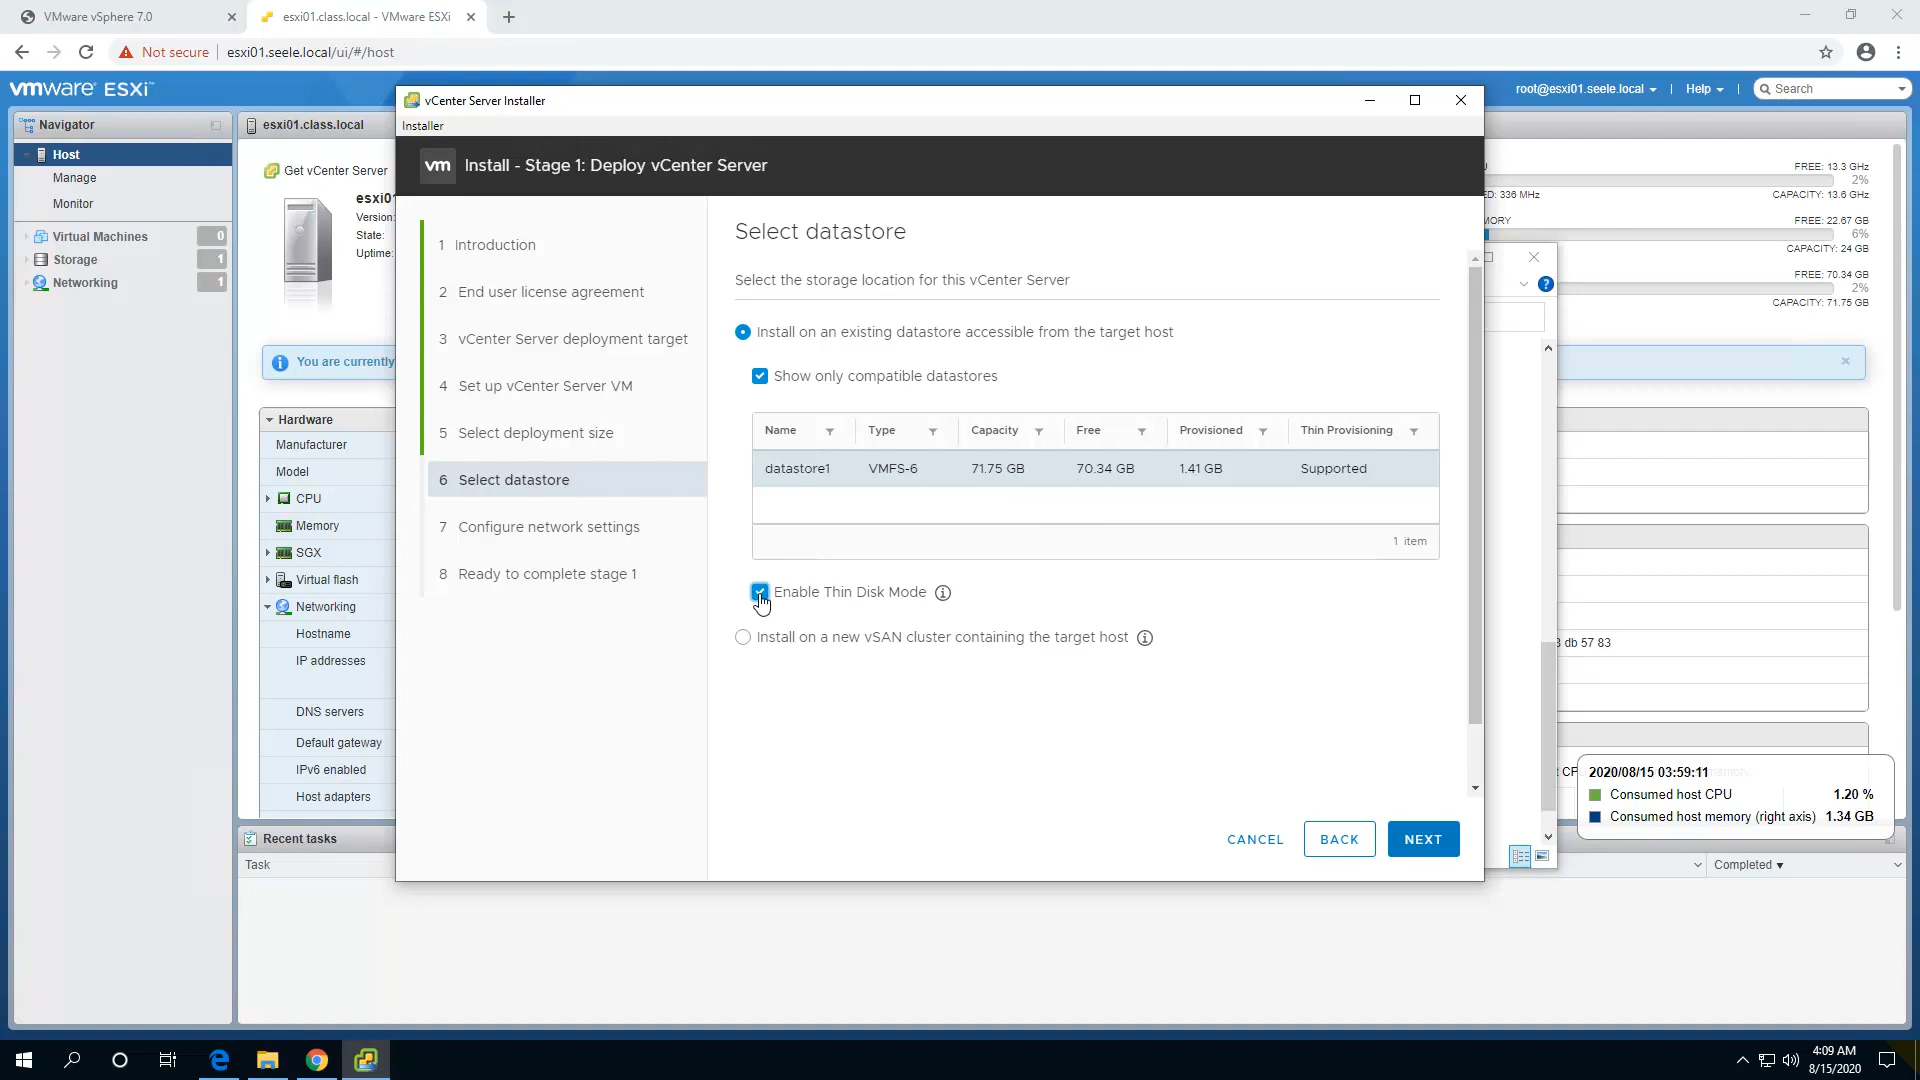 VMware vSphere 7.0
esxi01.class.local - VMware ESXi
Not secure
esxi01.seele.local/ui/#/host
vmware ESXi™
root@esxi01.seele.local
Help
Search
Navigator
Host
Manage
Monitor
Virtual Machines 0
Storage 1
Networking 1
esxi01.class.local
Get vCenter Server
esxi01
Version:
State:
Uptime:
You are currently
Hardware
Manufacturer
Model
CPU
Memory
SGX
Virtual flash
Networking
Hostname
IP addresses
DNS servers
Default gateway
IPv6 enabled
Host adapters
vCenter Server Installer
Installer
vm Install - Stage 1: Deploy vCenter Server
1 Introduction
2 End user license agreement
3 vCenter Server deployment target
4 Set up vCenter Server VM
5 Select deployment size
6 Select datastore
7 Configure network settings
8 Ready to complete stage 1
Select datastore
Select the storage location for this vCenter Server
Install on an existing datastore accessible from the target host
Show only compatible datastores
Name Type Capacity Free Provisioned Thin Provisioning
datastore1 VMFS-6 71.75 GB 70.34 GB 1.41 GB Supported
1 item
Enable Thin Disk Mode
Install on a new vSAN cluster containing the target host
CANCEL BACK NEXT
FREE: 13.3 GHz
2%
ED: 336 MHz CAPACITY: 13.6 GHz
MORY FREE: 22.67 GB
6%
CAPACITY: 24 GB
FREE: 70.34 GB
2%
CAPACITY: 71.75 GB
db 57 83
2020/08/15 03:59:11
Consumed host CPU 1.20 %
Consumed host memory (right axis) 1.34 GB
Recent tasks
Task
Completed ▼
4:09 AM
8/15/2020